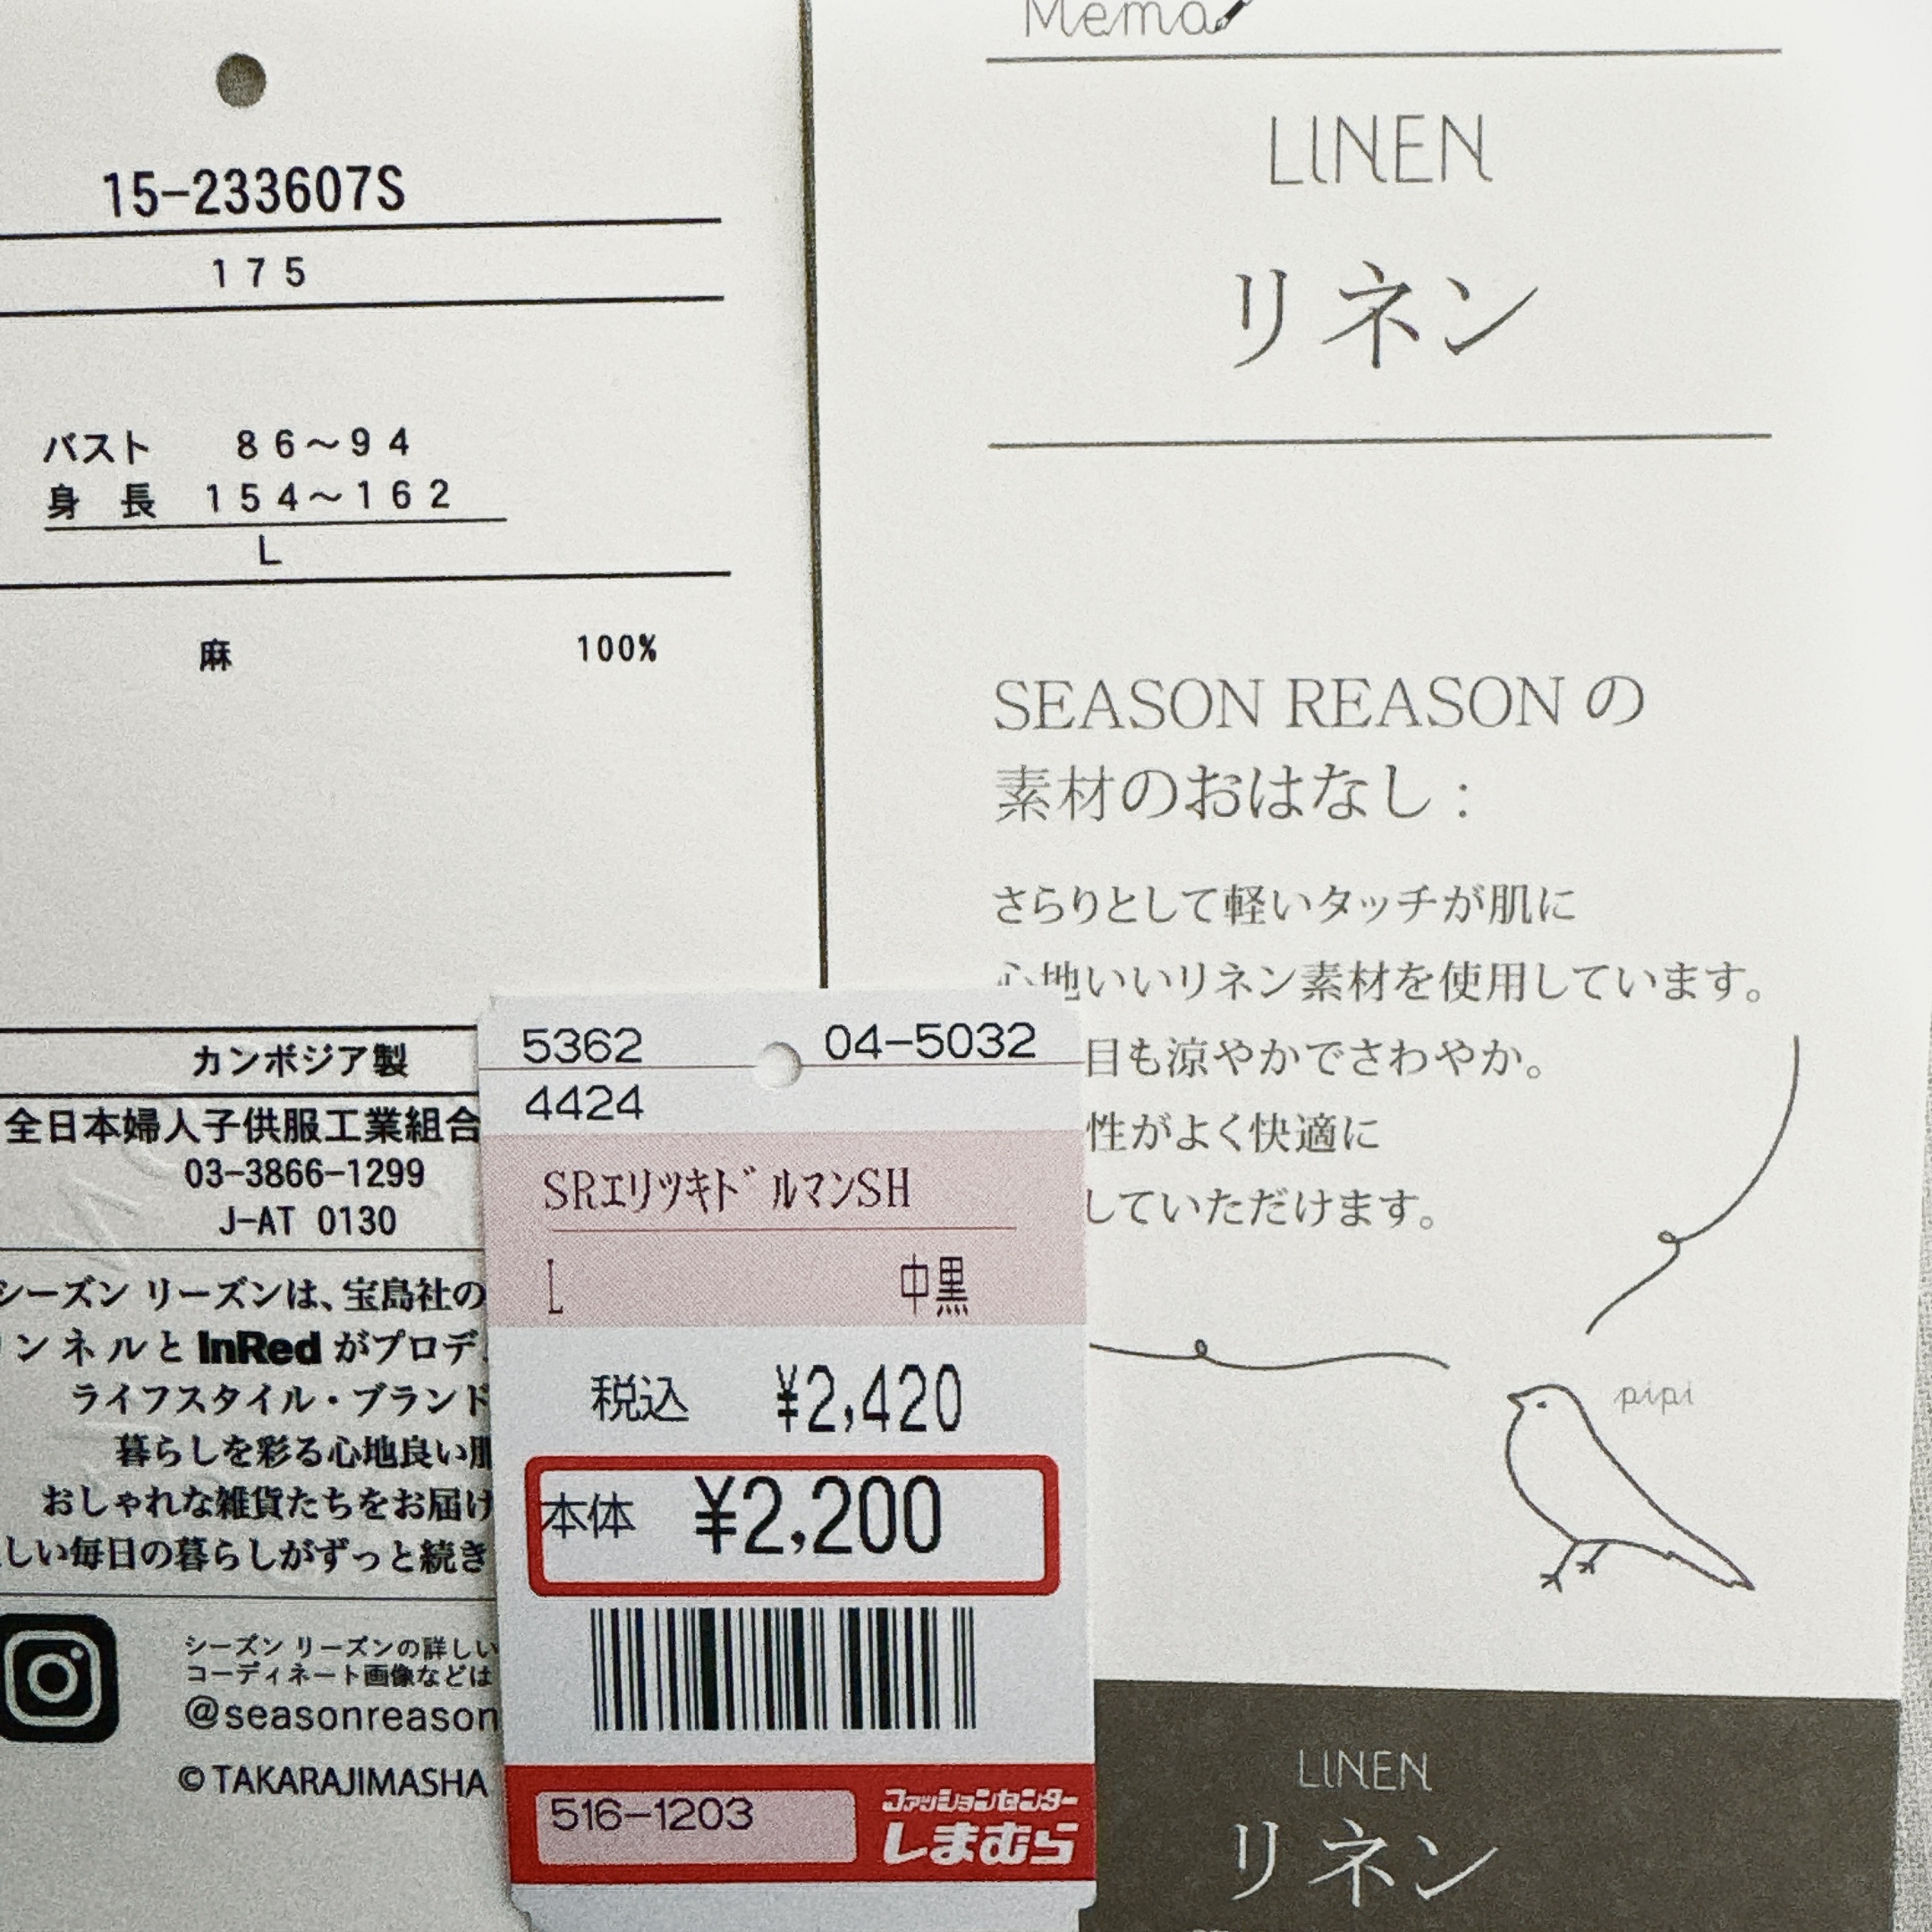 15-233607S
175
バスト 86～94
身 長 154～162
L
麻 100%
カンボジア製
全日本婦人子供服工業組合
03-3866-1299
J-AT 0130
シーズン リーズンは、宝島社の
ンネルと InRed がプロデ
ライフスタイル・ブランド
暮らしを彩る心地良い
おしゃれな雑貨たちをお届け
しい毎日の暮らしがずっと続き
シーズン リーズンの詳しい
コーディネート画像などは
@seasonreason
© TAKARAJIMASHA
5362 04-5032
4424
SRエリツキドルマンSH
L 中黒
税込 ¥2,420
本体 ¥2,200
516-1203
ファッションセンター
しまむら
Memo
LINEN
リネン
SEASON REASON の
素材のおはなし：
さらりとして軽いタッチが肌に
心地いいリネン素材を使用しています。
目も涼やかでさわやか。
性がよく快適に
していただけます。
pipi
LINEN
リネン